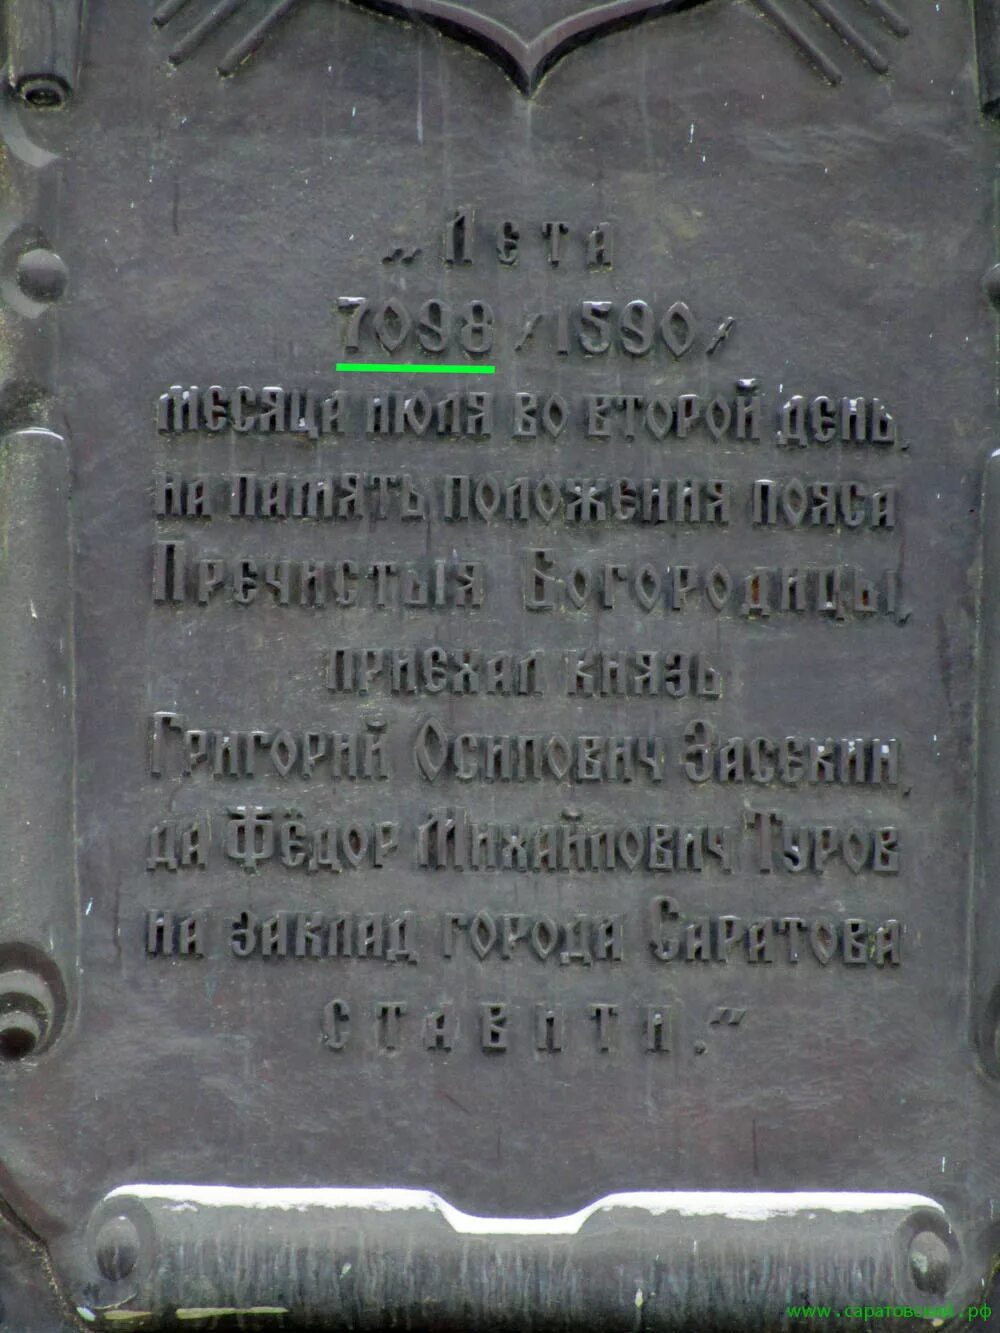 „Лета
7098 /1590/
месяца июля во второй день,
на память положения пояса
Пречистыя Богородицы,
приехал князь
Григорий Осипович Засекин,
да Фёдор Михайлович Туров
на заклад города Саратова
ставити."
www.саратовская.рф